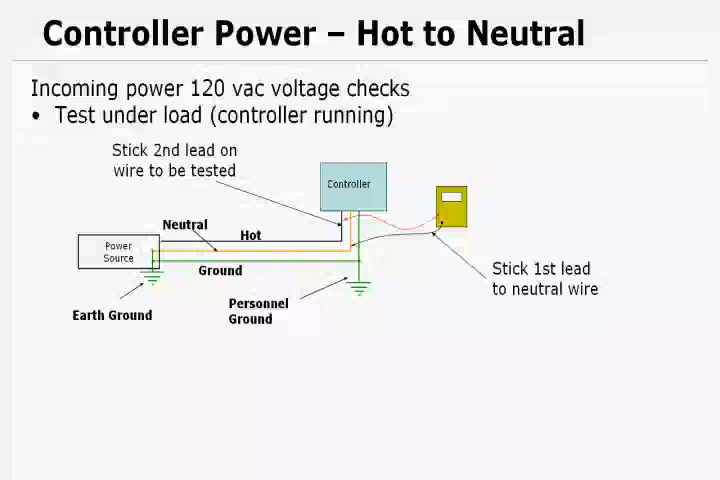 Controller Power – Hot to Neutral
Incoming power 120 vac voltage checks
• Test under load (controller running)
Stick 2nd lead on
wire to be tested
Controller
Neutral
Hot
Power
Source
Ground
Stick 1st lead
to neutral wire
Personnel
Ground
Earth Ground